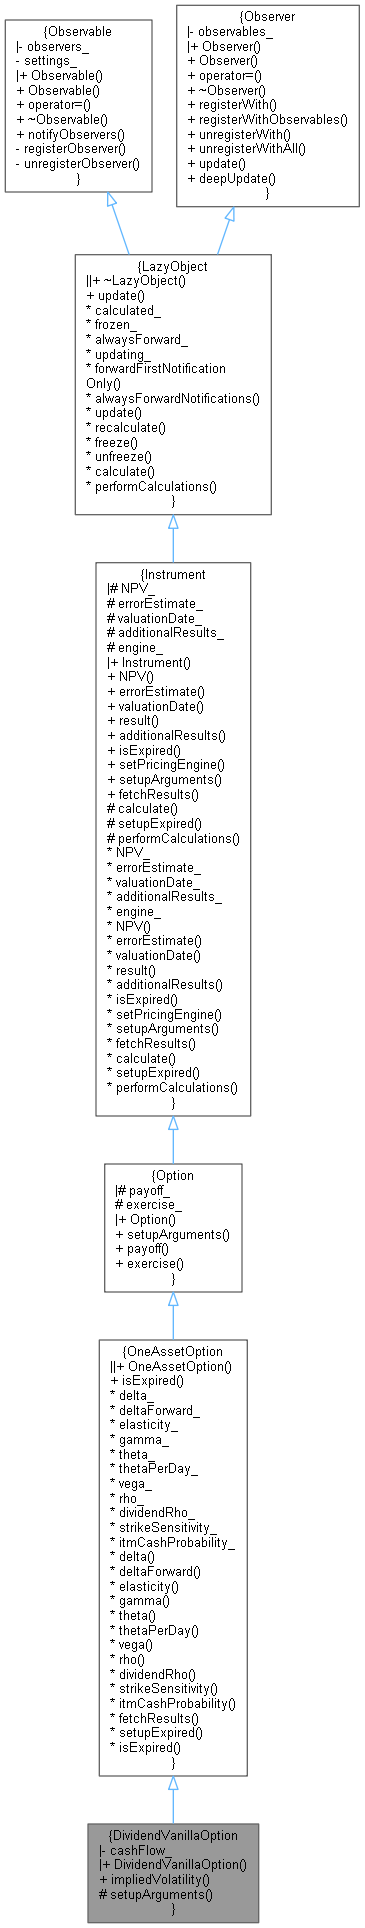 {Observable
|- observers_
- settings_
|+ Observable()
+ Observable()
+ operator=()
+ ~Observable()
+ notifyObservers()
- registerObserver()
- unregisterObserver()
}
{Observer
|- observables_
|+ Observer()
+ Observer()
+ operator=()
+ ~Observer()
+ registerWith()
+ registerWithObservables()
+ unregisterWith()
+ unregisterWithAll()
+ update()
+ deepUpdate()
}
{LazyObject
||+ ~LazyObject()
+ update()
* calculated_
* frozen_
* alwaysForward_
* updating_
* forwardFirstNotification
Only()
* alwaysForwardNotifications()
* update()
* recalculate()
* freeze()
* unfreeze()
* calculate()
* performCalculations()
}
{Instrument
|# NPV_
# errorEstimate_
# valuationDate_
# additionalResults_
# engine_
|+ Instrument()
+ NPV()
+ errorEstimate()
+ valuationDate()
+ result()
+ additionalResults()
+ isExpired()
+ setPricingEngine()
+ setupArguments()
+ fetchResults()
# calculate()
# setupExpired()
# performCalculations()
* NPV_
* errorEstimate_
* valuationDate_
* additionalResults_
* engine_
* NPV()
* errorEstimate()
* valuationDate()
* result()
* additionalResults()
* isExpired()
* setPricingEngine()
* setupArguments()
* fetchResults()
* calculate()
* setupExpired()
* performCalculations()
}
{Option
|# payoff_
# exercise_
|+ Option()
+ setupArguments()
+ payoff()
+ exercise()
}
{OneAssetOption
||+ OneAssetOption()
+ isExpired()
* delta_
* deltaForward_
* elasticity_
* gamma_
* theta_
* thetaPerDay_
* vega_
* rho_
* dividendRho_
* strikeSensitivity_
* itmCashProbability_
* delta()
* deltaForward()
* elasticity()
* gamma()
* theta()
* thetaPerDay()
* vega()
* rho()
* dividendRho()
* strikeSensitivity()
* itmCashProbability()
* fetchResults()
* setupExpired()
* isExpired()
}
{DividendVanillaOption
|- cashFlow_
|+ DividendVanillaOption()
+ impliedVolatility()
# setupArguments()
}